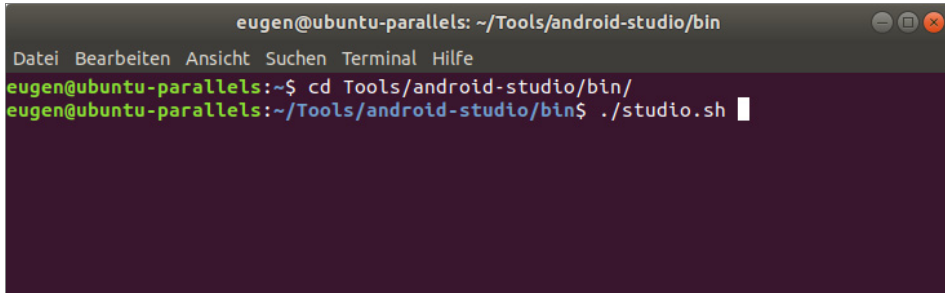 eugen@ubuntu-parallels: ~/Tools/android-studio/bin
Datei Bearbeiten Ansicht Suchen Terminal Hilfe
eugen@ubuntu-parallels:~$ cd Tools/android-studio/bin/
eugen@ubuntu-parallels:~/Tools/android-studio/bin$ ./studio.sh